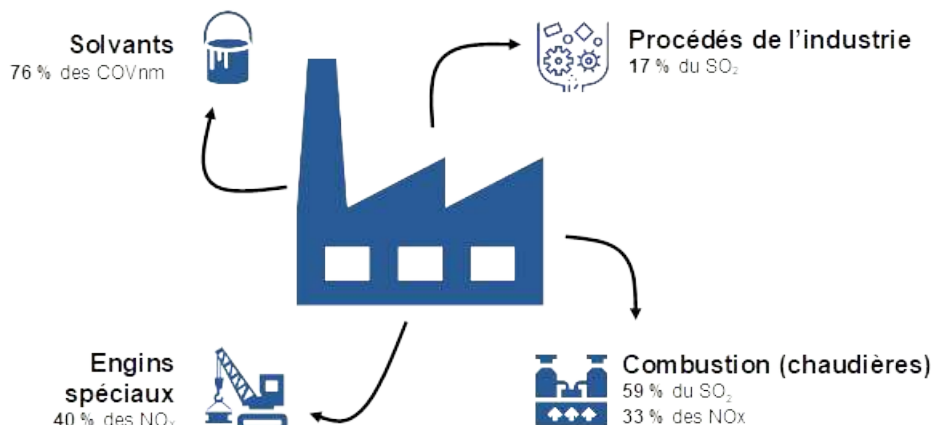 Solvants
76 % des COVnm
Procédés de l'industrie
17 % du SO₂
Engins
spéciaux
40 % des NOₓ
Combustion (chaudières)
59 % du SO₂
33 % des NOx